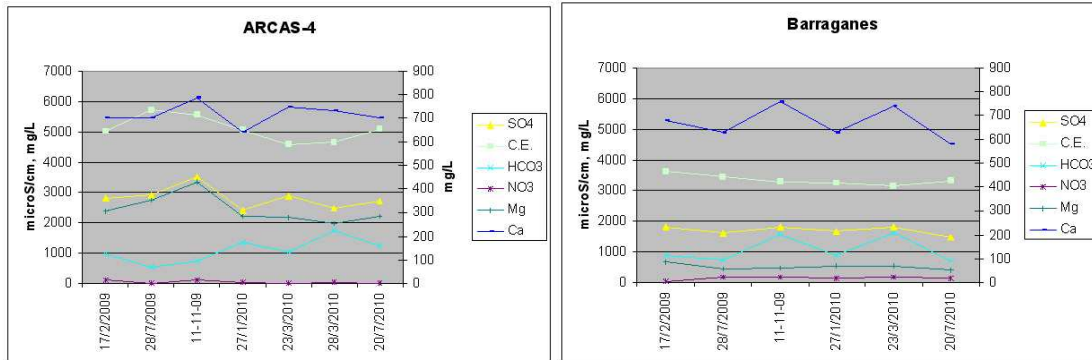 ARCAS-4
microS/cm, mg/L
7000
6000
5000
4000
3000
2000
1000
0
900
800
700
600
500
400
300
200
100
0
mg/L
17/2/2009
28/7/2009
11-11-09
27/1/2010
23/3/2010
28/3/2010
20/7/2010
SO4
C.E.
HCO3
NO3
Mg
Ca
Barraganes
microS/cm, mg/L
7000
6000
5000
4000
3000
2000
1000
0
900
800
700
600
500
400
300
200
100
0
17/2/2009
28/7/2009
11-11-09
27/1/2010
23/3/2010
20/7/2010
SO4
C.E.
HCO3
NO3
Mg
Ca